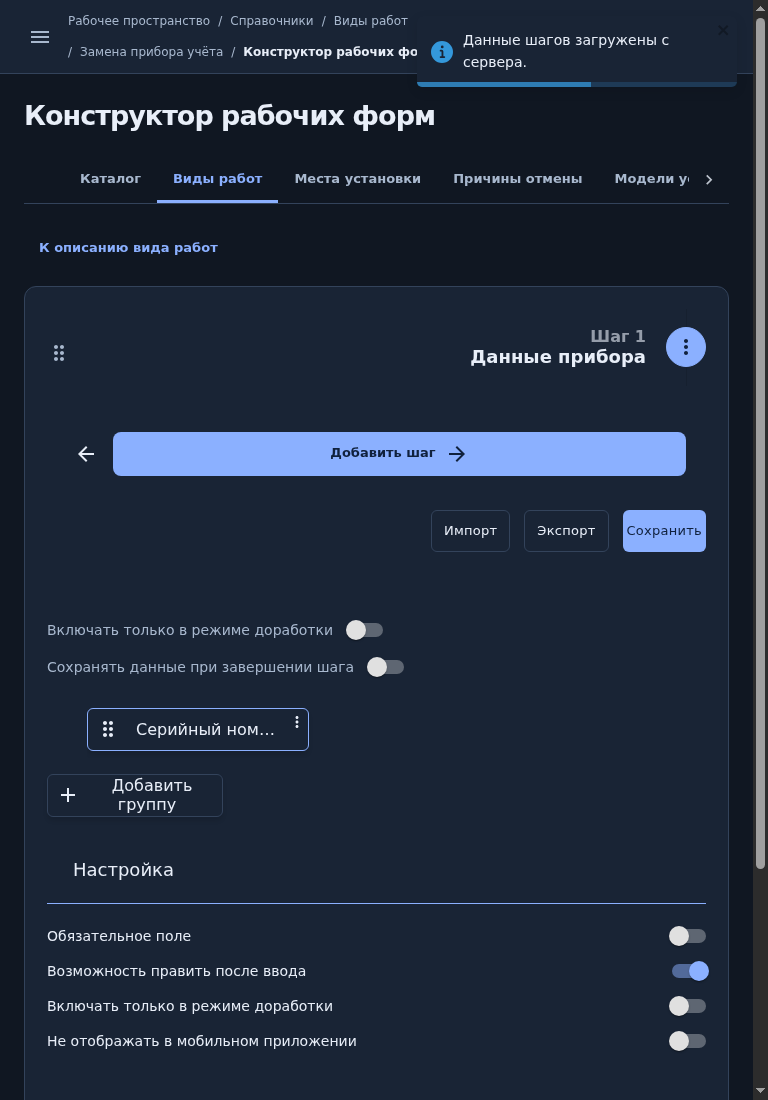 Рабочее пространство / Справочники / Виды работ
/ Замена прибора учёта / Конструктор рабочих фо
Данные шагов загружены с
сервера.
Конструктор рабочих форм
Каталог Виды работ Места установки Причины отмены Модели
К описанию вида работ
Шаг 1
Данные прибора
Добавить шаг
Импорт Экспорт Сохранить
Включать только в режиме доработки
Сохранять данные при завершении шага
Серийный ном...
Добавить
группу
Настройка
Обязательное поле
Возможность править после ввода
Включать только в режиме доработки
Не отображать в мобильном приложении